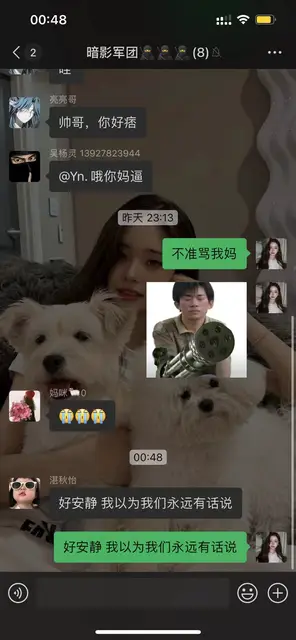 00:48
2
暗影军团🥷🥷🥷(8)
哇
亮亮哥
帅哥，你好痞
吴杨灵 13927823944
@Yn. 哦你妈逼
昨天 23:13
不准骂我妈
妈咪
😭😭😭
00:48
湛秋怡
好安静 我以为我们永远有话说
好安静 我以为我们永远有话说